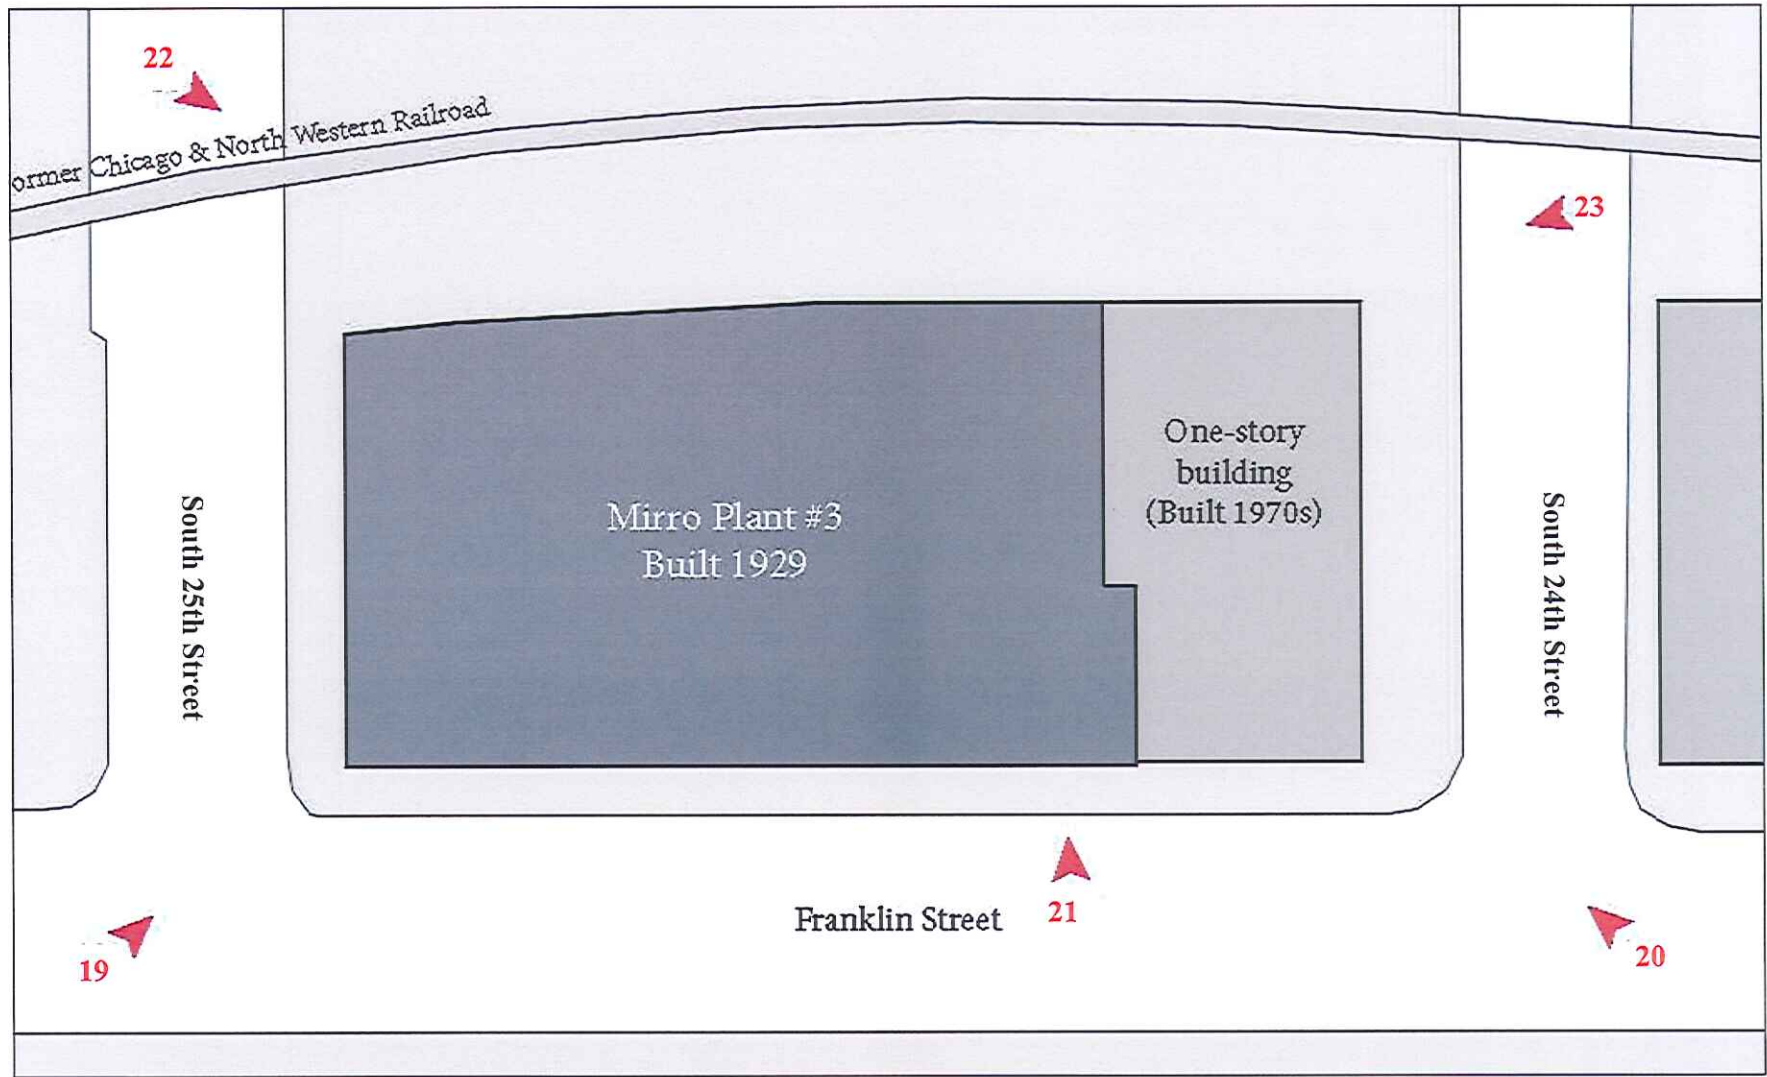 22
ormer Chicago & North Western Railroad
23
One-story
building
(Built 1970s)
Mirro Plant #3
Built 1929
South 25th Street
South 24th Street
Franklin Street
21
19
20